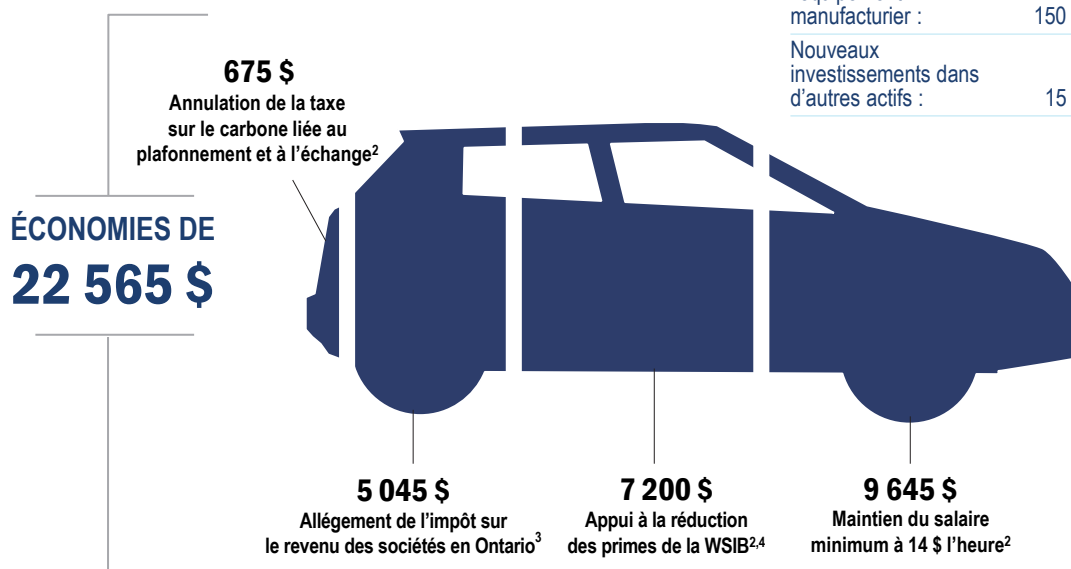 manufacturier : 150
Nouveaux
investissements dans
d'autres actifs : 15
675 $
Annulation de la taxe
sur le carbone liée au
plafonnement et à l'échange2
ÉCONOMIES DE
22 565 $
5 045 $
Allégement de l'impôt sur
le revenu des sociétés en Ontario3
7 200 $
Appui à la réduction
des primes de la WSIB2,4
9 645 $
Maintien du salaire
minimum à 14 $ l'heure2